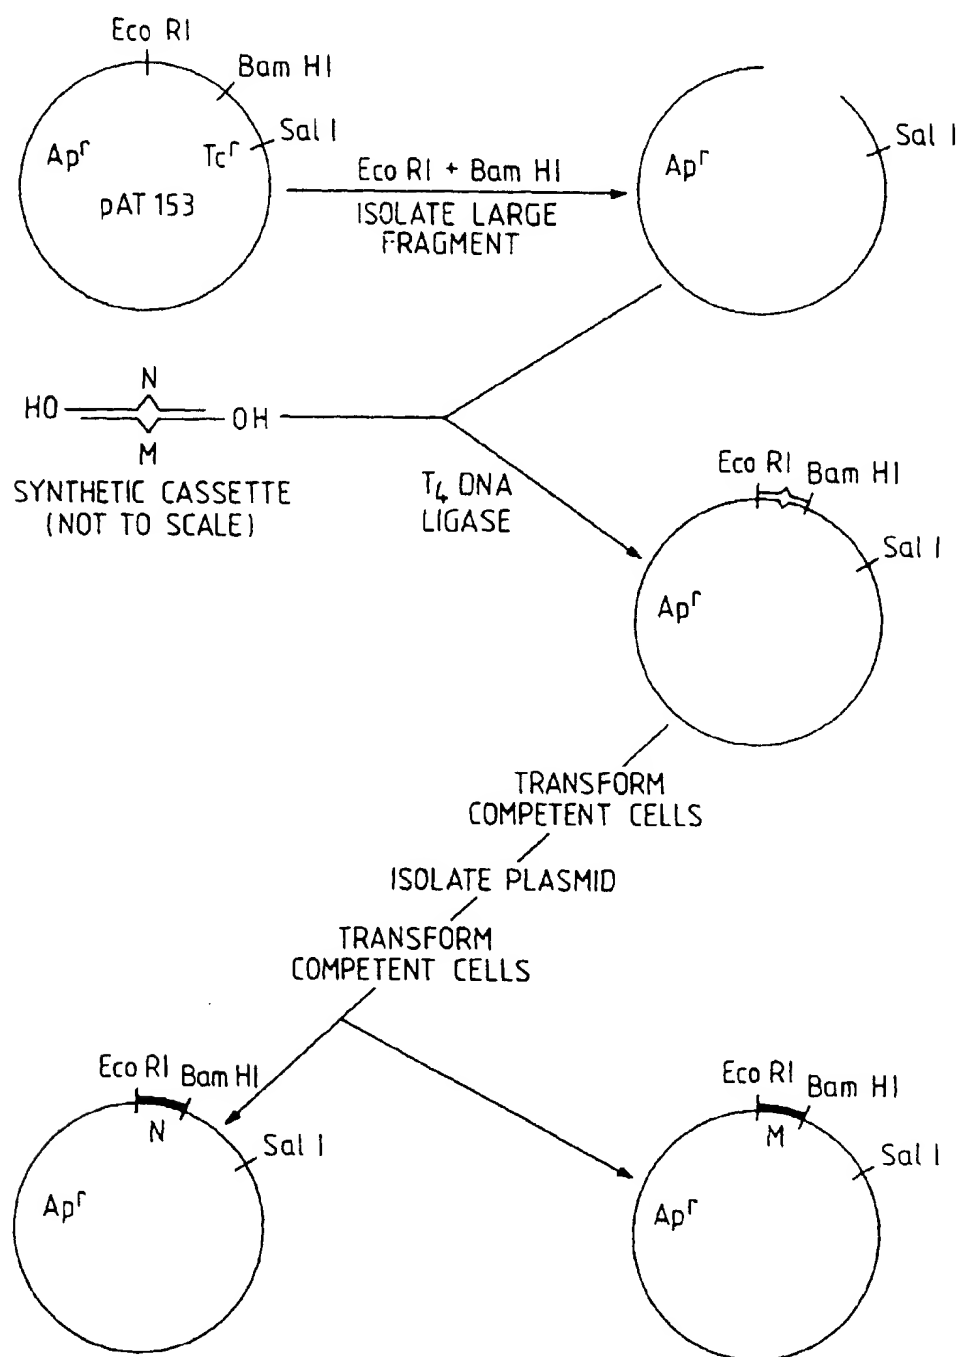 Eco RI
Bam HI
Sal I
Apʳ
Tcʳ
pAT 153
Eco RI + Bam HI
ISOLATE LARGE
FRAGMENT
Apʳ
Sal I
N
HO
OH
M
SYNTHETIC CASSETTE
(NOT TO SCALE)
T₄ DNA
LIGASE
Eco RI
Bam HI
Sal I
Apʳ
TRANSFORM
COMPETENT CELLS
ISOLATE PLASMID
TRANSFORM
COMPETENT CELLS
Eco RI
Bam HI
N
Sal I
Apʳ
Eco RI
Bam HI
M
Sal I
Apʳ